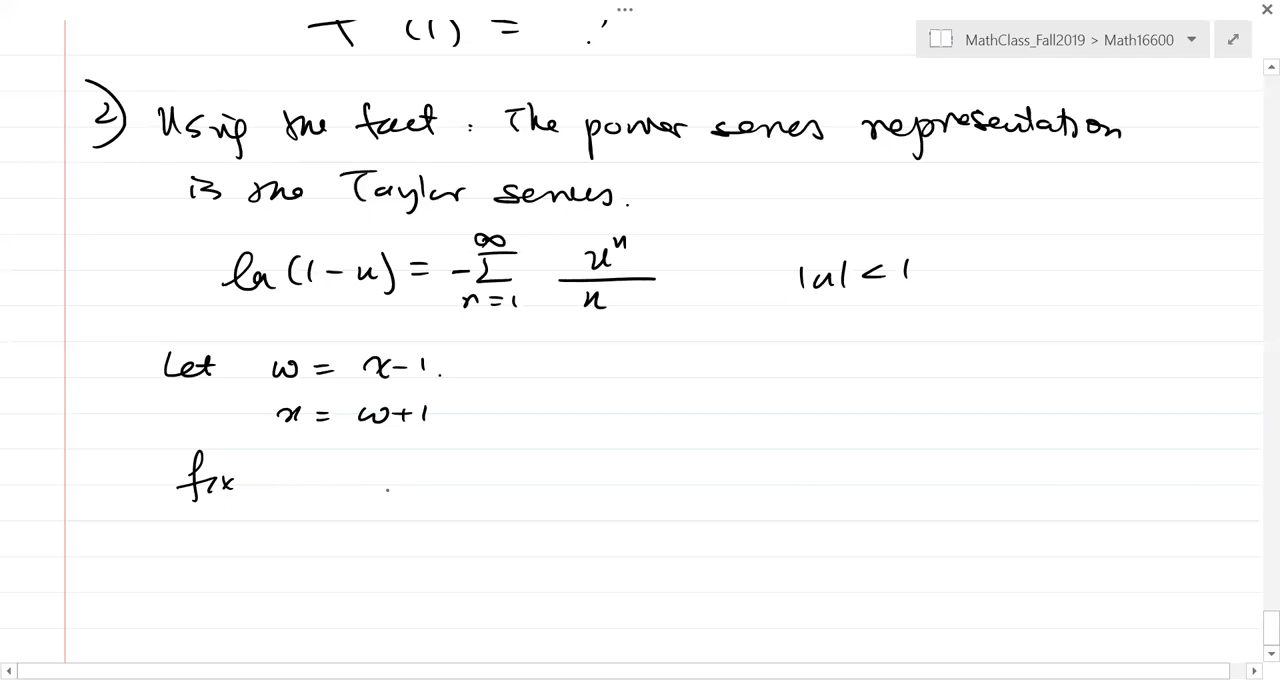 (1) =
MathClass_Fall2019 > Math16600
2) Using the fact : The power series representation
is the Taylor series.
ln (1 - u) = - ∑_{n=1}^{∞} u^n / n |u| < 1
Let w = x - 1.
x = w + 1
f(x